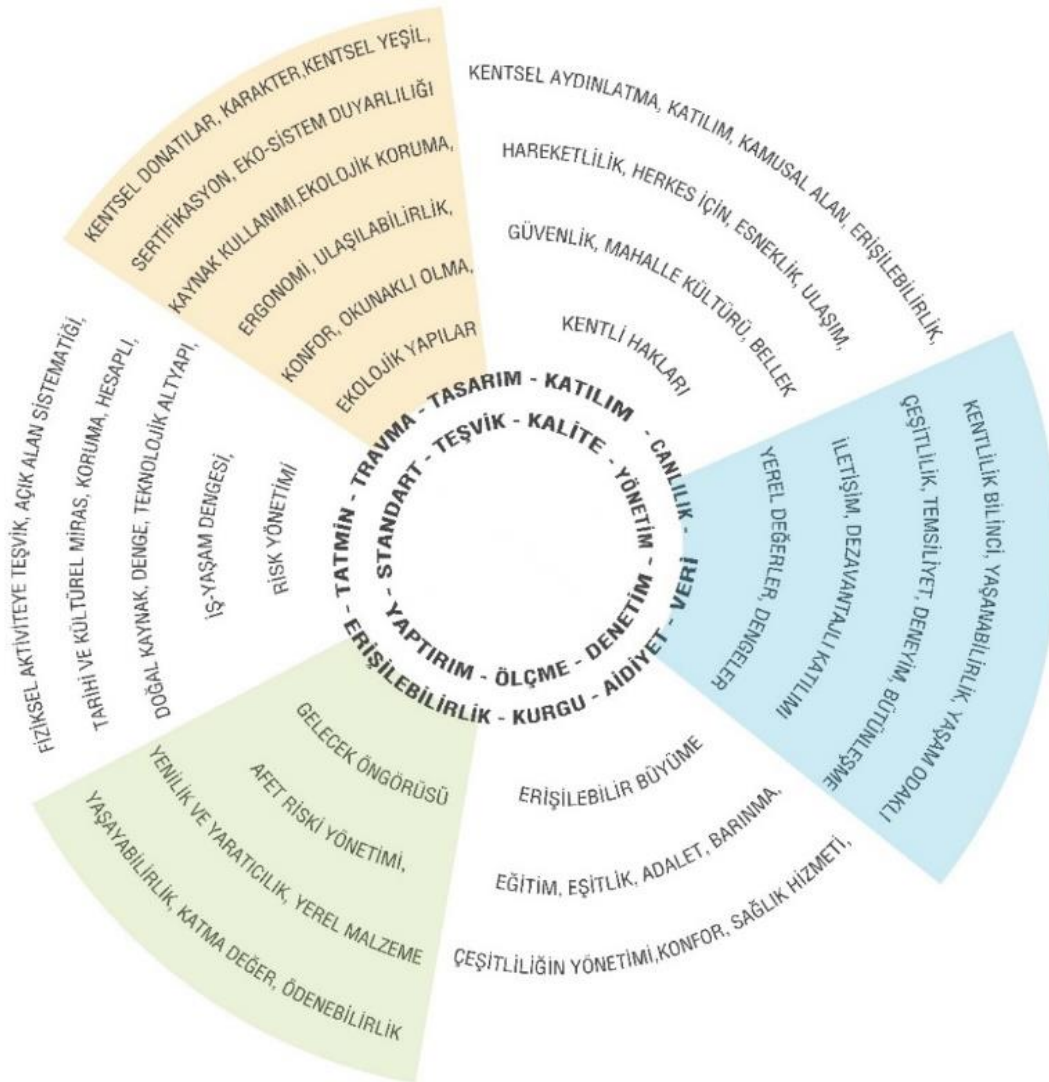 KENTSEL DONATILAR, KARAKTER,KENTSEL YEŞİL,
SERTİFİKASYON, EKO-SİSTEM DUYARLILIĞI
KAYNAK KULLANIMI,EKOLOJİK KORUMA,
ERGONOMİ, ULAŞILABİLİRLİK,
KONFOR, OKUNAKLI OLMA,
EKOLOJİK YAPILAR
KENTSEL AYDINLATMA, KATILIM, KAMUSAL ALAN, ERİŞİLEBİLİRLİK,
HAREKETLİLİK, HERKES İÇİN, ESNEKLİK, ULAŞIM,
GÜVENLİK, MAHALLE KÜLTÜRÜ, BELLEK
KENTLİ HAKLARI
KENTLİLİK BİLİNCİ, YAŞANABİLİRLİK, YAŞAM ODAKLI
ÇEŞİTLİLİK, TEMSİLİYET, DENEYİM, BÜTÜNLEŞME
İLETİŞİM, DEZAVANTAJLI KATILIMI
YEREL DEĞERLER, DENGELER
ERİŞİLEBİLİR BÜYÜME
EĞİTİM, EŞİTLİK, ADALET, BARINMA,
ÇEŞİTLİLİĞİN YÖNETİMİ,KONFOR, SAĞLIK HİZMETİ,
GELECEK ÖNGÖRÜSÜ
AFET RİSKİ YÖNETİMİ,
YENİLİK VE YARATICILIK, YEREL MALZEME
YAŞAYABİLİRLİK, KATMA DEĞER, ÖDENEBİLİRLİK
FİZİKSEL AKTİVİTEYE TEŞVİK, AÇIK ALAN SİSTEMATİĞİ,
TARİHİ VE KÜLTÜREL MİRAS, KORUMA, HESAPLI,
DOĞAL KAYNAK, DENGE, TEKNOLOJİK ALTYAPI,
İŞ-YAŞAM DENGESİ,
RİSK YÖNETİMİ
- TATMİN - TRAVMA - TASARIM - KATILIM - CANLILIK - VERİ - AİDİYET - KURGU - ERİŞİLEBİLİRLİK
- STANDART - TEŞVİK - KALİTE - YÖNETİM - DENETİM - ÖLÇME - YAPTIRIM